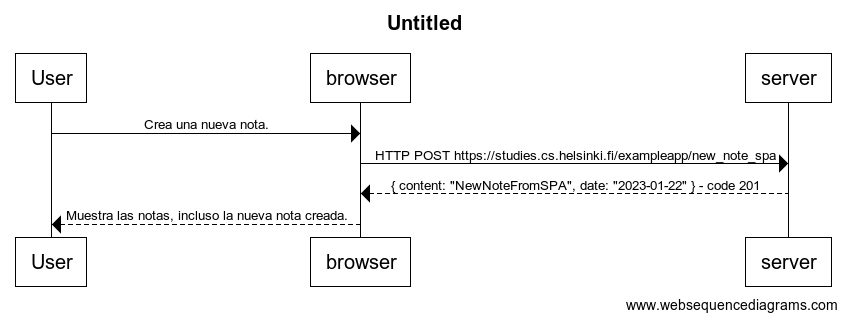 Untitled
User
browser
server
Crea una nueva nota.
HTTP POST https://studies.cs.helsinki.fi/exampleapp/new_note_spa
{ content: "NewNoteFromSPA", date: "2023-01-22" } - code 201
Muestra las notas, incluso la nueva nota creada.
User
browser
server
www.websequencediagrams.com